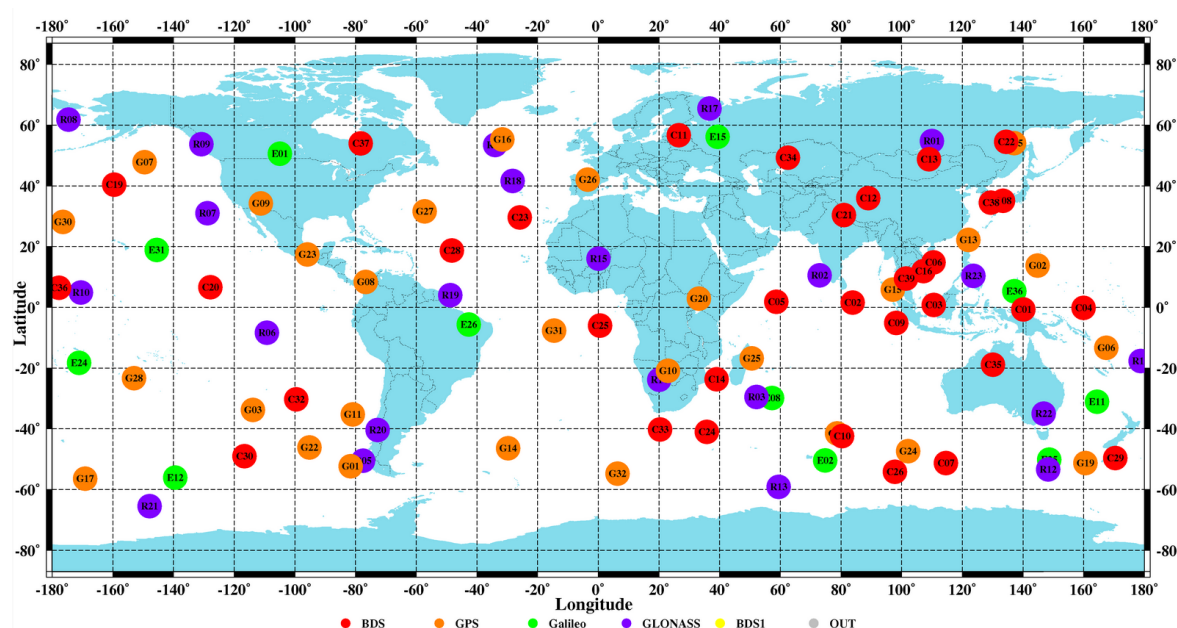 -180° -160° -140° -120° -100° -80° -60° -40° -20° 0° 20° 40° 60° 80° 100° 120° 140° 160° 180°
80° 80°
R17
R08 60° 60°
C11 E15
R09 C37 G16 R01 C22
E01 C34 C13
G07
C19 G26 40° 40°
R18 C12
G09 C38
R07 G27 C23 C21
G30
G13
E31 G23 C28 20° 20°
R15 C06 G02
R02 C16 R23
G08 C39
C36 R10 C20 R19 G20 G15 E36
C05 C02 C03 C01 C04 0° 0°
R06 E26 G31 C25 C09
G06
E24 G25 C35
G28 G10 C14 -20° -20°
C32 R03 E11
G03 G11 R22
R20 C33 C24 C10 -40° -40°
G22 G14 G24
C30 G01 E02 C07 G19 C29
G17 E12 G32 C26 R12
R13 -60° -60°
R21
-80° -80°
-180° -160° -140° -120° -100° -80° -60° -40° -20° 0° 20° 40° 60° 80° 100° 120° 140° 160° 180°
Latitude
Longitude
BDS GPS Galileo GLONASS BDS1 OUT